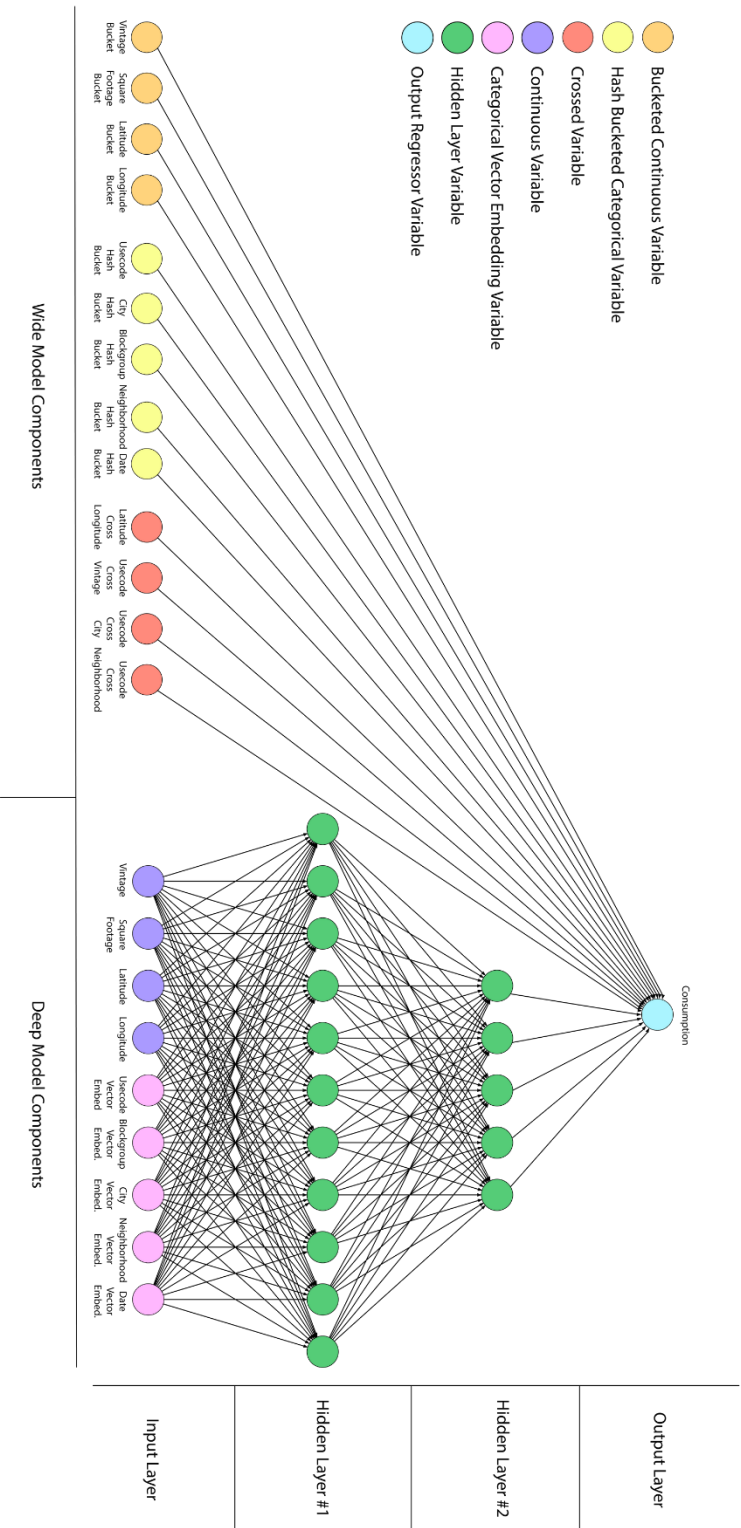 Bucketed Continuous Variable
Hash Bucketed Categorical Variable
Crossed Variable
Continuous Variable
Categorical Vector Embedding Variable
Hidden Layer Variable
Output Regressor Variable
Consumption
Output Layer
Hidden Layer #2
Hidden Layer #1
Input Layer
Vintage
Bucket
Square
Footage
Bucket
Latitude
Bucket
Longitude
Bucket
Usecode
Hash
Bucket
City
Hash
Bucket
Blockgroup
Hash
Bucket
Neighborhood
Hash
Bucket
Date
Hash
Bucket
Latitude
Cross
Longitude
Usecode
Cross
Vintage
Usecode
Cross
City
Usecode
Cross
Neighborhood
Vintage
Square
Footage
Latitude
Longitude
Usecode
Vector
Embed
Blockgroup
Vector
Embed.
City
Vector
Embed.
Neighborhood
Vector
Embed.
Date
Vector
Embed.
Wide Model Components
Deep Model Components